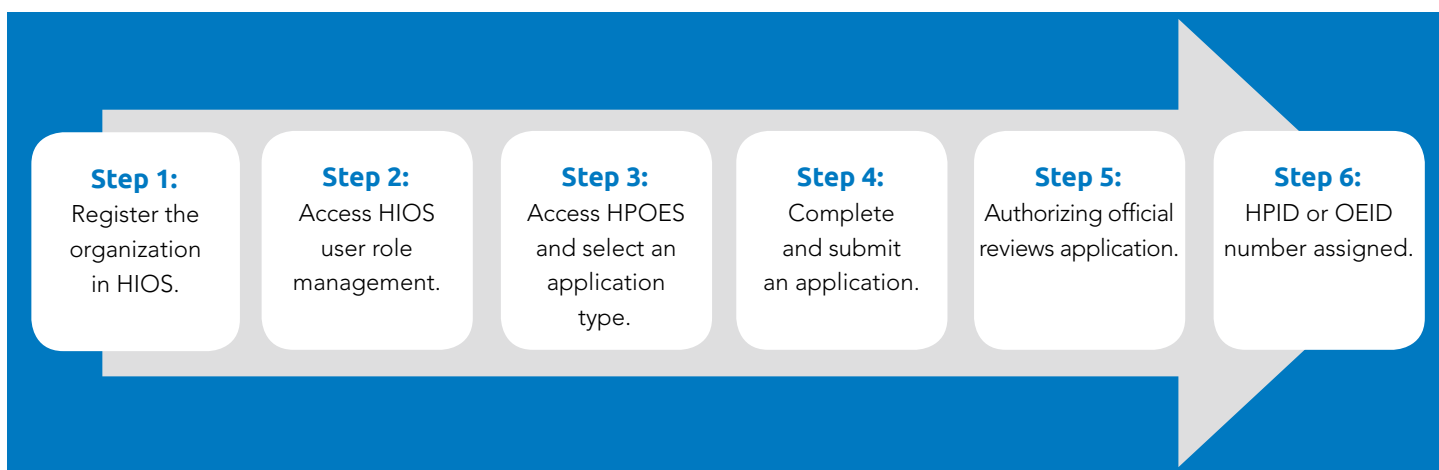 Step 1:
Register the
organization
in HIOS.
Step 2:
Access HIOS
user role
management.
Step 3:
Access HPOES
and select an
application
type.
Step 4:
Complete
and submit
an application.
Step 5:
Authorizing official
reviews application.
Step 6:
HPID or OEID
number assigned.